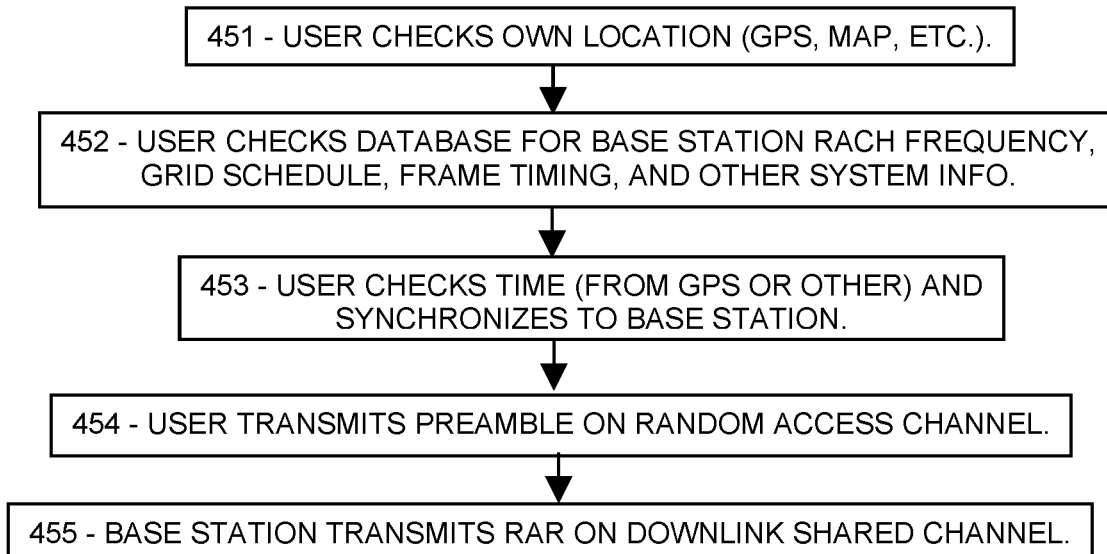 451 - USER CHECKS OWN LOCATION (GPS, MAP, ETC.).
452 - USER CHECKS DATABASE FOR BASE STATION RACH FREQUENCY,
GRID SCHEDULE, FRAME TIMING, AND OTHER SYSTEM INFO.
453 - USER CHECKS TIME (FROM GPS OR OTHER) AND
SYNCHRONIZES TO BASE STATION.
454 - USER TRANSMITS PREAMBLE ON RANDOM ACCESS CHANNEL.
455 - BASE STATION TRANSMITS RAR ON DOWNLINK SHARED CHANNEL.